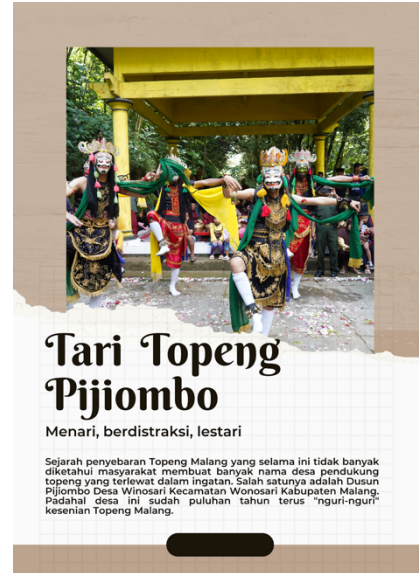 Tari Topeng
Pijiombo
Menari, berdistraksi, lestari
Sejarah penyebaran Topeng Malang yang selama ini tidak banyak
diketahui masyarakat membuat banyak nama desa pendukung
topeng yang terlewat dalam ingatan. Salah satunya adalah Dusun
Pijiombo Desa Winosari Kecamatan Wonosari Kabupaten Malang.
Padahal desa ini sudah puluhan tahun terus "nguri-nguri"
kesenian Topeng Malang.